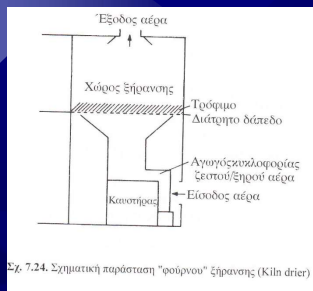 Έξοδος αέρα
Χώρος ξήρανσης
Τρόφιμο
Διάτρητο δάπεδο
Αγωγόςκυκλοφορίας
ζεστού/ξηρού αέρα
Είσοδος αέρα
Καυστήρας
Σχ. 7.24. Σχηματική παράσταση "φούρνου" ξήρανσης (Kiln drier)